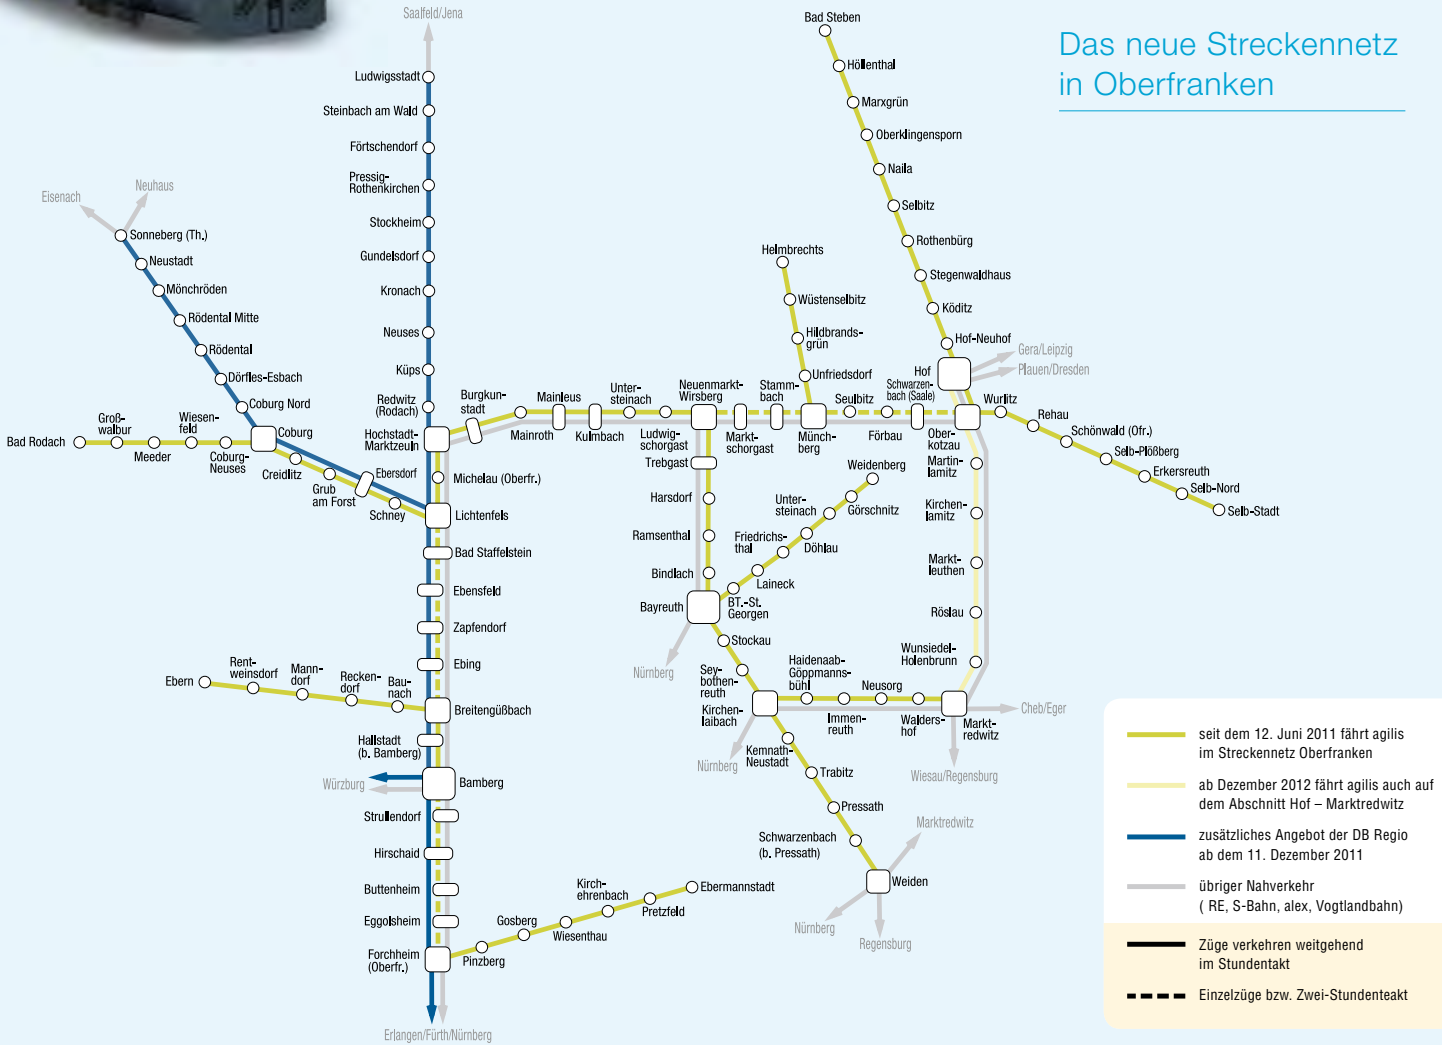 Das neue Streckennetz
in Oberfranken
Saalfeld/Jena
Ludwigsstadt
Steinbach am Wald
Förtschendorf
Pressig-
Rothenkirchen
Stockheim
Gundelsdorf
Kronach
Neuses
Küps
Redwitz
(Rodach)
Hochstadt-
Marktzeuln
Michelau (Oberfr.)
Lichtenfels
Bad Staffelstein
Ebensfeld
Zapfendorf
Ebing
Breitengüßbach
Hallstadt
(b. Bamberg)
Würzburg
Bamberg
Strullendorf
Hirschaid
Buttenheim
Eggolsheim
Forchheim
(Oberfr.)
Erlangen/Fürth/Nürnberg
Eisenach
Neuhaus
Sonneberg (Th.)
Neustadt
Mönchröden
Rödental Mitte
Rödental
Dörfles-Esbach
Coburg Nord
Coburg
Bad Rodach
Groß-
walbur
Meeder
Wiesen-
feld
Coburg-
Neuses
Creidlitz
Grub
am Forst
Ebersdorf
Schney
Ebern
Rent-
weinsdorf
Mann-
dorf
Recken-
dorf
Bau-
nach
Pinzberg
Gosberg
Wiesenthau
Kirch-
ehrenbach
Pretzfeld
Ebermannstadt
Burgkun-
stadt
Mainroth
Mainleus
Kulmbach
Unter-
steinach
Ludwig-
schorgast
Neuenmarkt-
Wirsberg
Markt-
schorgast
Stamm-
bach
Münch-
berg
Seulbitz
Förbau
Schwarzen-
bach (Saale)
Ober-
kotzau
Helmbrechts
Wüstenselbitz
Hildbrands-
grün
Unfriedsdorf
Bad Steben
Höllenthal
Marxgrün
Oberklingensporn
Naila
Selbitz
Rothenbürg
Stegenwaldhaus
Köditz
Hof-Neuhof
Hof
Gera/Leipzig
Plauen/Dresden
Wurlitz
Rehau
Schönwald (Ofr.)
Selb-Plößberg
Erkersreuth
Selb-Nord
Selb-Stadt
Martin-
lamitz
Kirchen-
lamitz
Markt-
leuthen
Röslau
Wunsiedel-
Holenbrunn
Markt-
redwitz
Cheb/Eger
Wiesau/Regensburg
Trebgast
Harsdorf
Ramsenthal
Bindlach
Bayreuth
Nürnberg
BT.-St.
Georgen
Laineck
Friedrichs-
thal
Döhlau
Unter-
steinach
Görschnitz
Weidenberg
Stockau
Sey-
bothen-
reuth
Kirchen-
laibach
Nürnberg
Haidenaab-
Göppmanns-
bühl
Immen-
reuth
Neusorg
Walders-
hof
Kemnath-
Neustadt
Trabitz
Pressath
Schwarzenbach
(b. Pressath)
Weiden
Marktredwitz
Nürnberg
Regensburg
seit dem 12. Juni 2011 fährt agilis
im Streckennetz Oberfranken
ab Dezember 2012 fährt agilis auch auf
dem Abschnitt Hof – Marktredwitz
zusätzliches Angebot der DB Regio
ab dem 11. Dezember 2011
übriger Nahverkehr
( RE, S-Bahn, alex, Vogtlandbahn)
Züge verkehren weitgehend
im Stundentakt
Einzelzüge bzw. Zwei-Stundenteakt